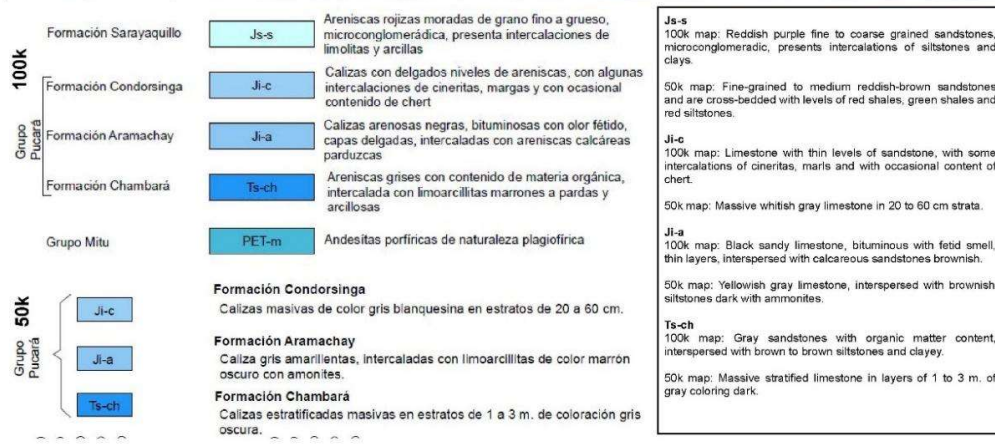 100k
Formación Sarayaquillo
Js-s
Areniscas rojizas moradas de grano fino a grueso,
microconglomerádica, presenta intercalaciones de
limolitas y arcillas
Grupo
Pucará
Formación Condorsinga
Ji-c
Calizas con delgados niveles de areniscas, con algunas
intercalaciones de cineritas, margas y con ocasional
contenido de chert
Formación Aramachay
Ji-a
Calizas arenosas negras, bituminosas con olor fétido,
capas delgadas, intercaladas con areniscas calcáreas
parduzcas
Formación Chambará
Ts-ch
Areniscas grises con contenido de materia orgánica,
intercalada con limoarcillitas marrones a pardas y
arcillosas
Grupo Mitu
PET-m
Andesítas porfíricas de naturaleza plagiofírica
50k
Grupo
Pucará
Ji-c
Formación Condorsinga
Calizas masivas de color gris blanquesina en estratos de 20 a 60 cm.
Ji-a
Formación Aramachay
Caliza gris amarillentas, intercaladas con limoarcillitas de color marrón
oscuro con amonites.
Ts-ch
Formación Chambará
Calizas estratificadas masivas en estratos de 1 a 3 m. de coloración gris
oscura.
Js-s
100k map: Reddish purple fine to coarse grained sandstones,
microconglomeradic, presents intercalations of siltstones and
clays.
50k map: Fine-grained to medium reddish-brown sandstones
and are cross-bedded with levels of red shales, green shales and
red siltstones.
Ji-c
100k map: Limestone with thin levels of sandstone, with some
intercalations of cineritas, marls and with occasional content of
chert.
50k map: Massive whitish gray limestone in 20 to 60 cm strata.
Ji-a
100k map: Black sandy limestone, bituminous with fetid smell,
thin layers, interspersed with calcareous sandstones brownish.
50k map: Yellowish gray limestone, interspersed with brownish
siltstones dark with ammonites.
Ts-ch
100k map: Gray sandstones with organic matter content,
interspersed with brown to brown siltstones and clayey.
50k map: Massive stratified limestone in layers of 1 to 3 m. of
gray coloring dark.